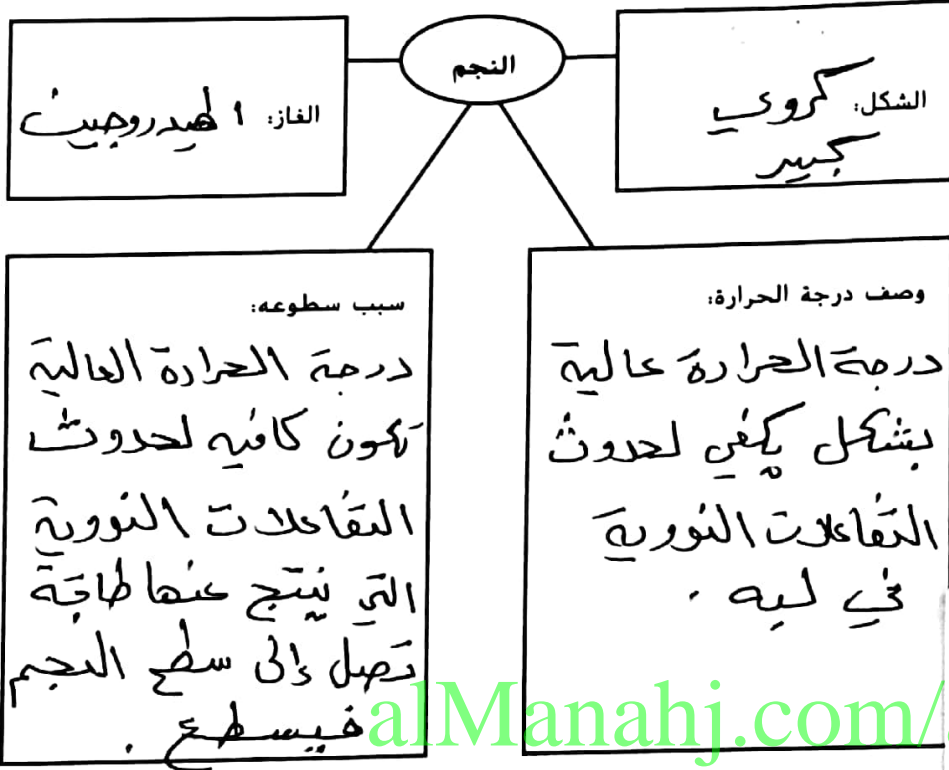 النجم
الشكل: كروي
كبير
الغاز: الهيدروجين
وصف درجة الحرارة:
درجة الحرارة عالية
بشكل يكفي لحدوث
التفاعلات النووية
في لبه .
سبب سطوعه:
درجة الحرارة العالية
تكون كافيه لحدوث
التفاعلات النووية
التي ينتج عنها طاقة
تصل إلى سطح النجم
فيسطع .
alManahj.com/